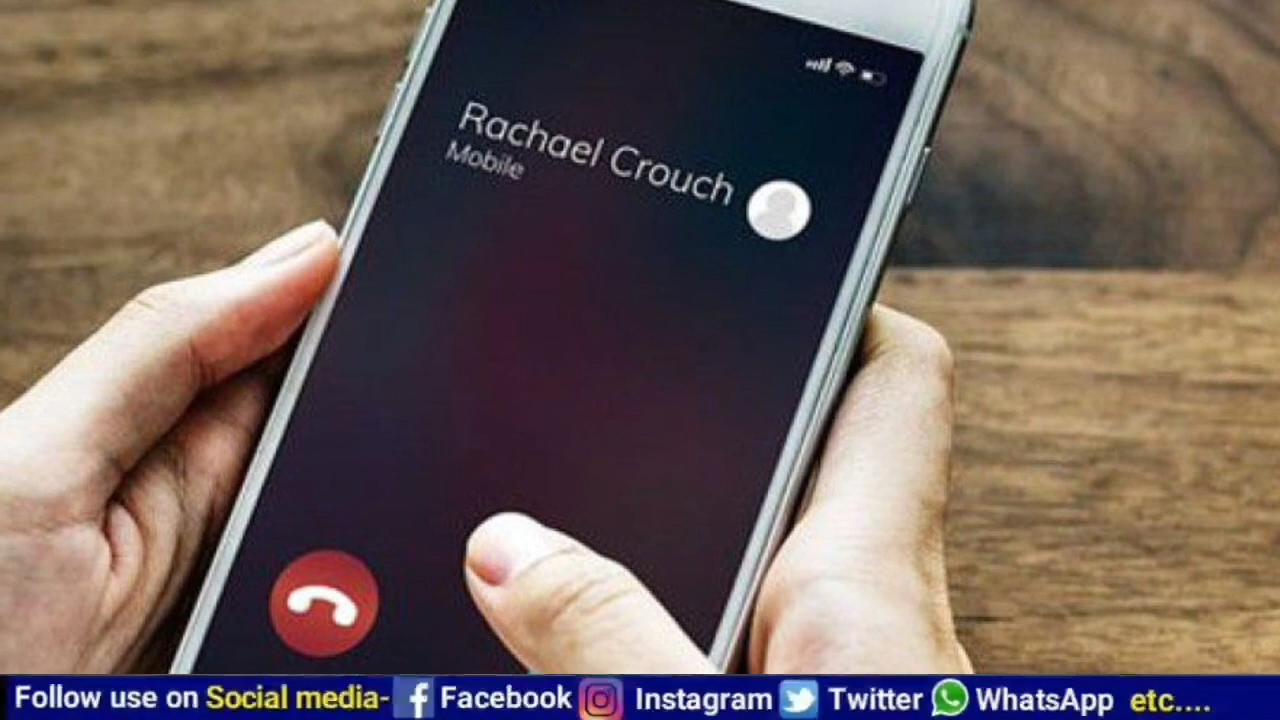 Rachael Crouch
Mobile
Follow use on Social media- Facebook Instagram Twitter WhatsApp etc....